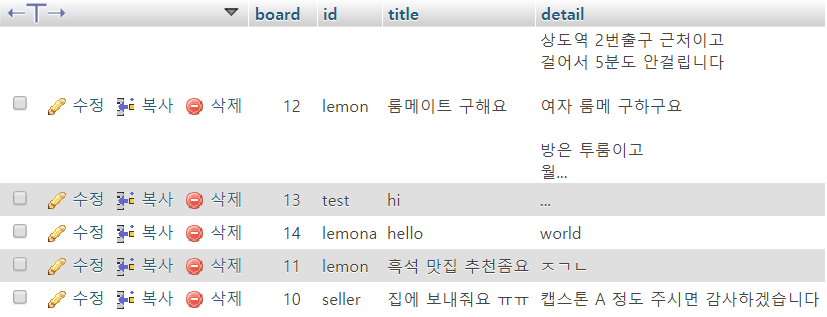 board id title detail
상도역 2번출구 근처이고
걸어서 5분도 안걸립니다
수정 복사 삭제 12 lemon 룸메이트 구해요 여자 룸메 구하구요
방은 투룸이고
월...
수정 복사 삭제 13 test hi ...
수정 복사 삭제 14 lemona hello world
수정 복사 삭제 11 lemon 흑석 맛집 추천좀요 ㅈㄱㄴ
수정 복사 삭제 10 seller 집에 보내줘요 ㅠㅠ 캡스톤 A 정도 주시면 감사하겠습니다